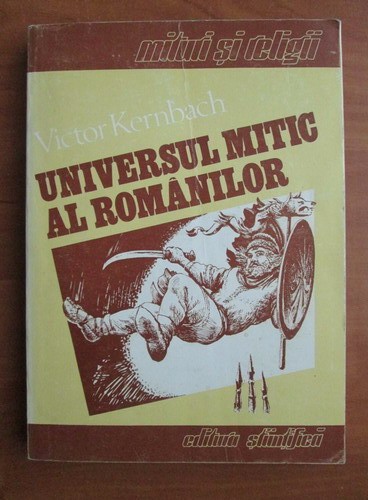 mituri și religii
Victor Kernbach
UNIVERSUL MITIC
AL ROMÂNILOR
editura științifică